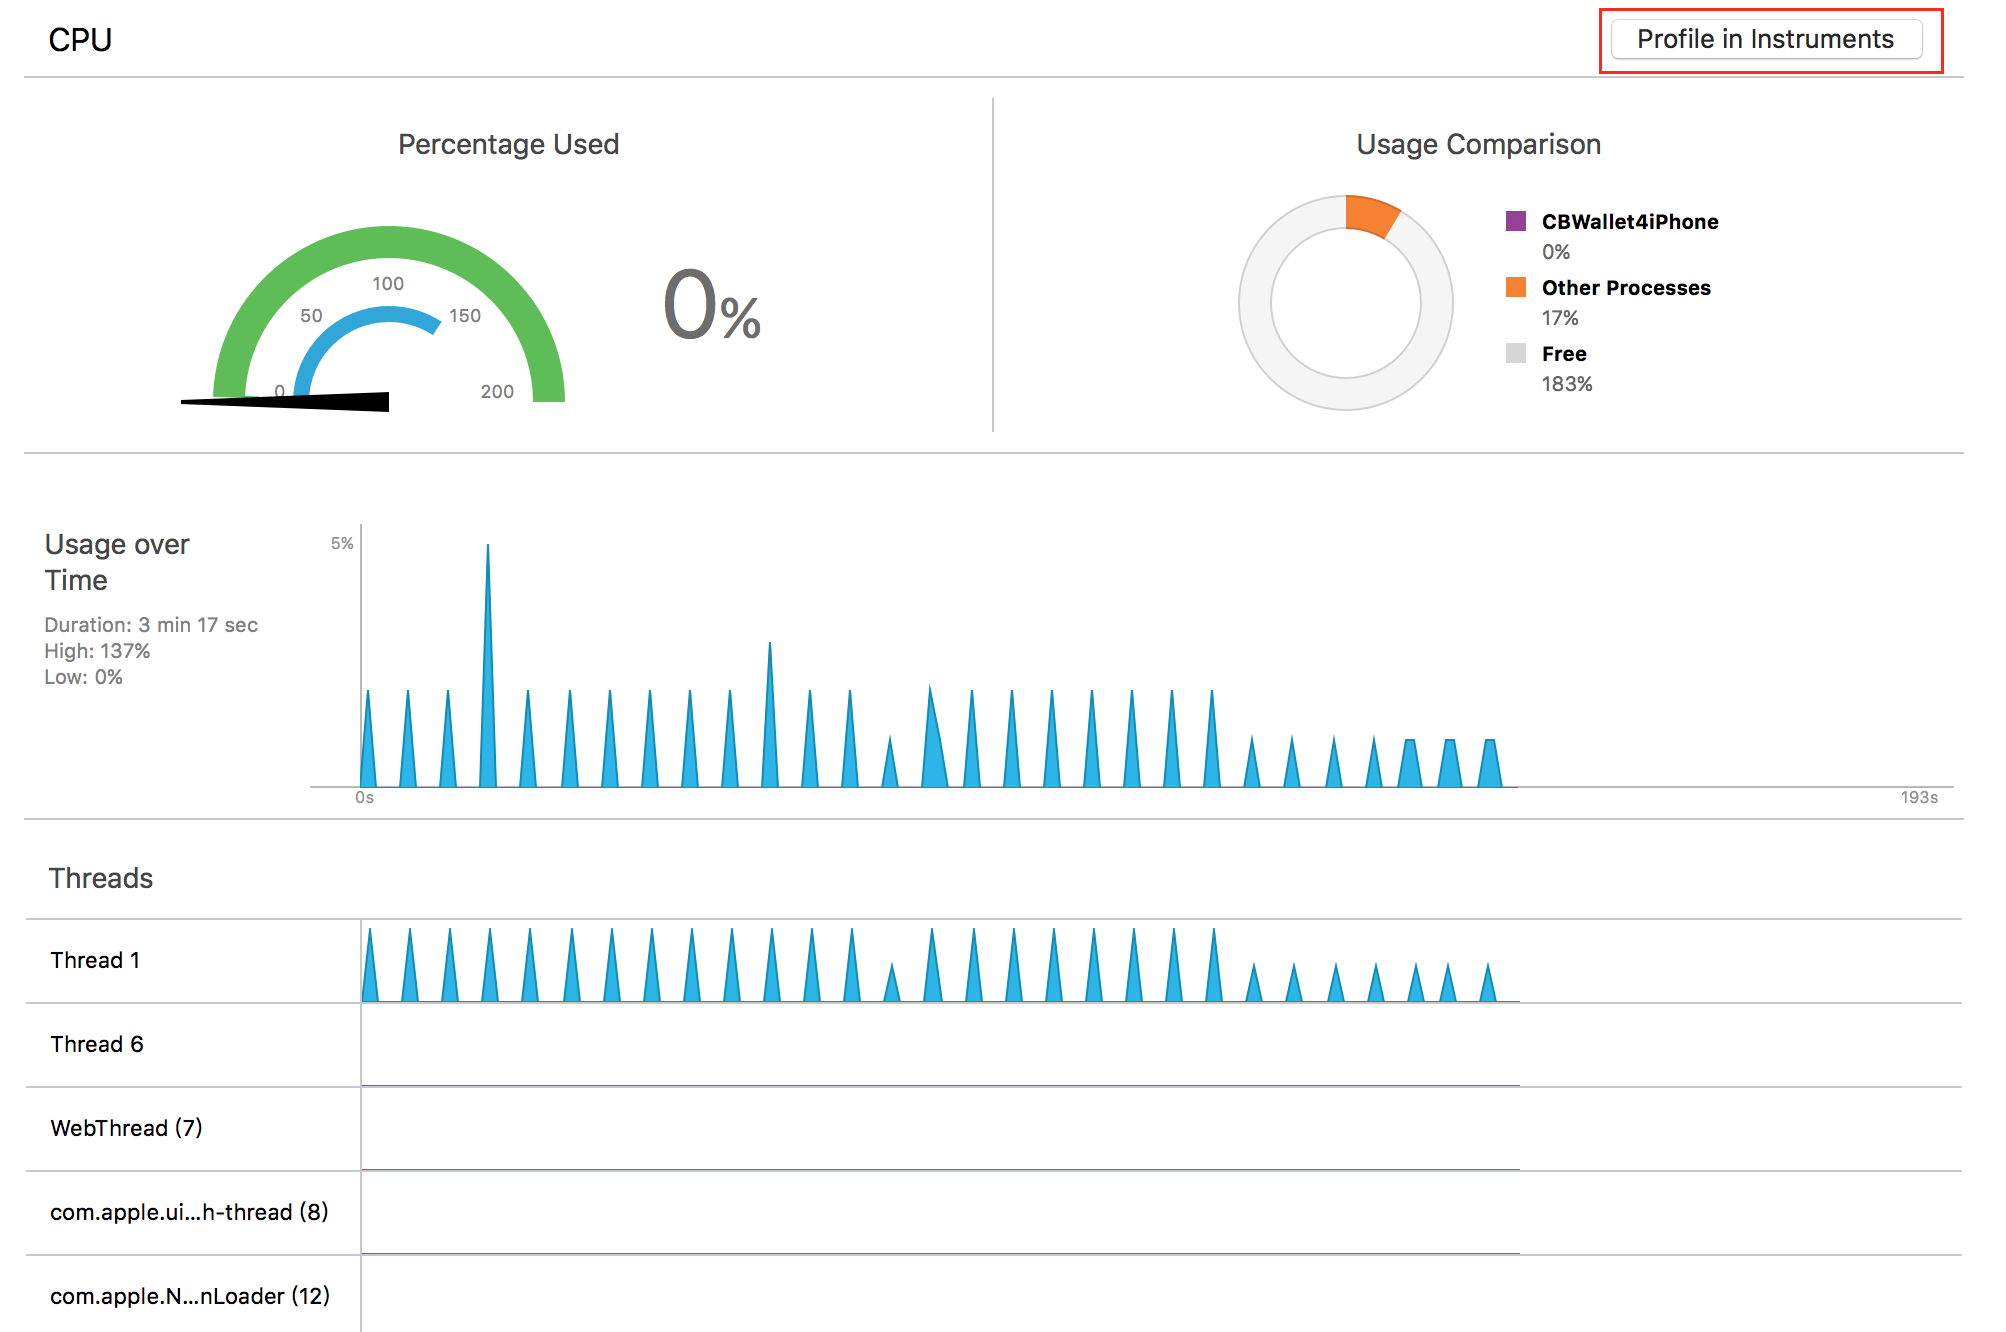 CPU
Profile in Instruments
Percentage Used
0
50
100
150
200
0%
Usage Comparison
CBWallet4iPhone
0%
Other Processes
17%
Free
183%
Usage over
Time
Duration: 3 min 17 sec
High: 137%
Low: 0%
5%
0s
193s
Threads
Thread 1
Thread 6
WebThread (7)
com.apple.ui...h-thread (8)
com.apple.N...nLoader (12)